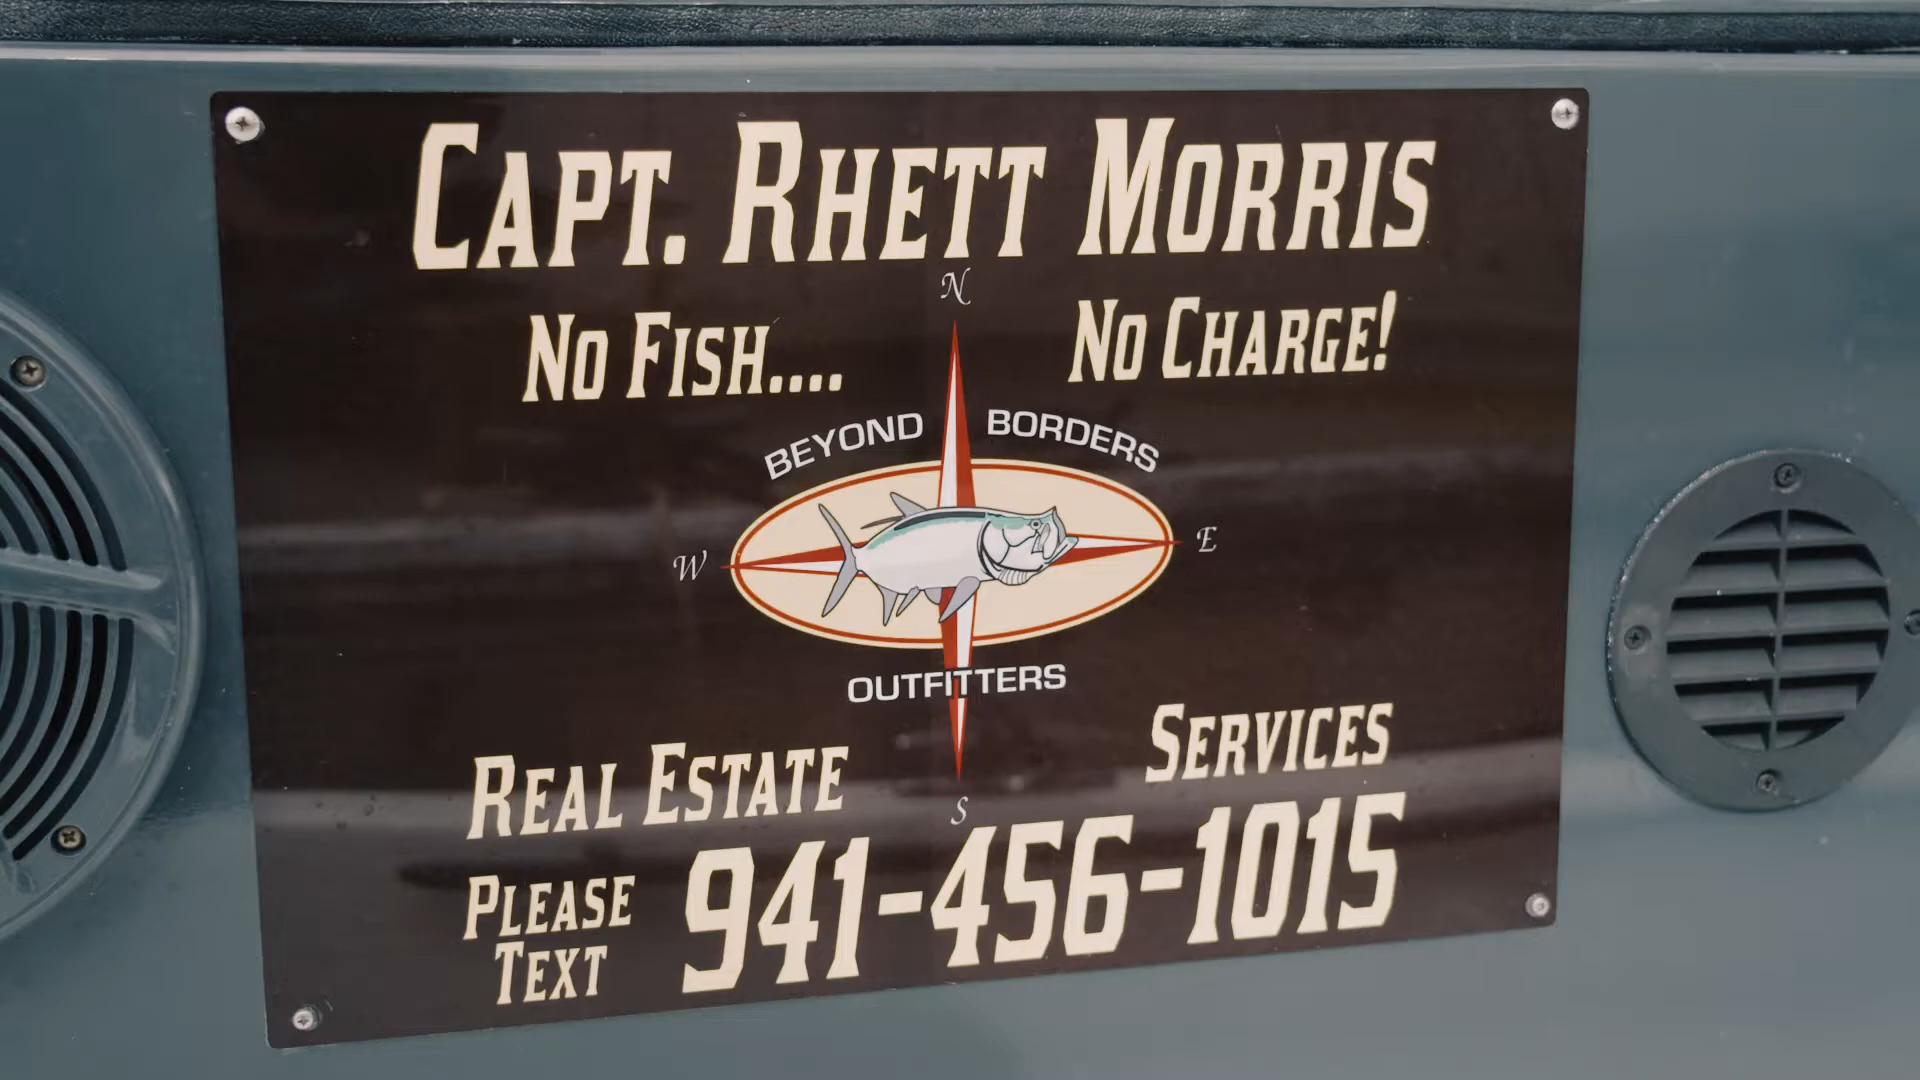 CAPT. RHETT MORRIS
N
NO FISH.... NO CHARGE!
BEYOND BORDERS
W E
OUTFITTERS
REAL ESTATE SERVICES
S
PLEASE TEXT 941-456-1015